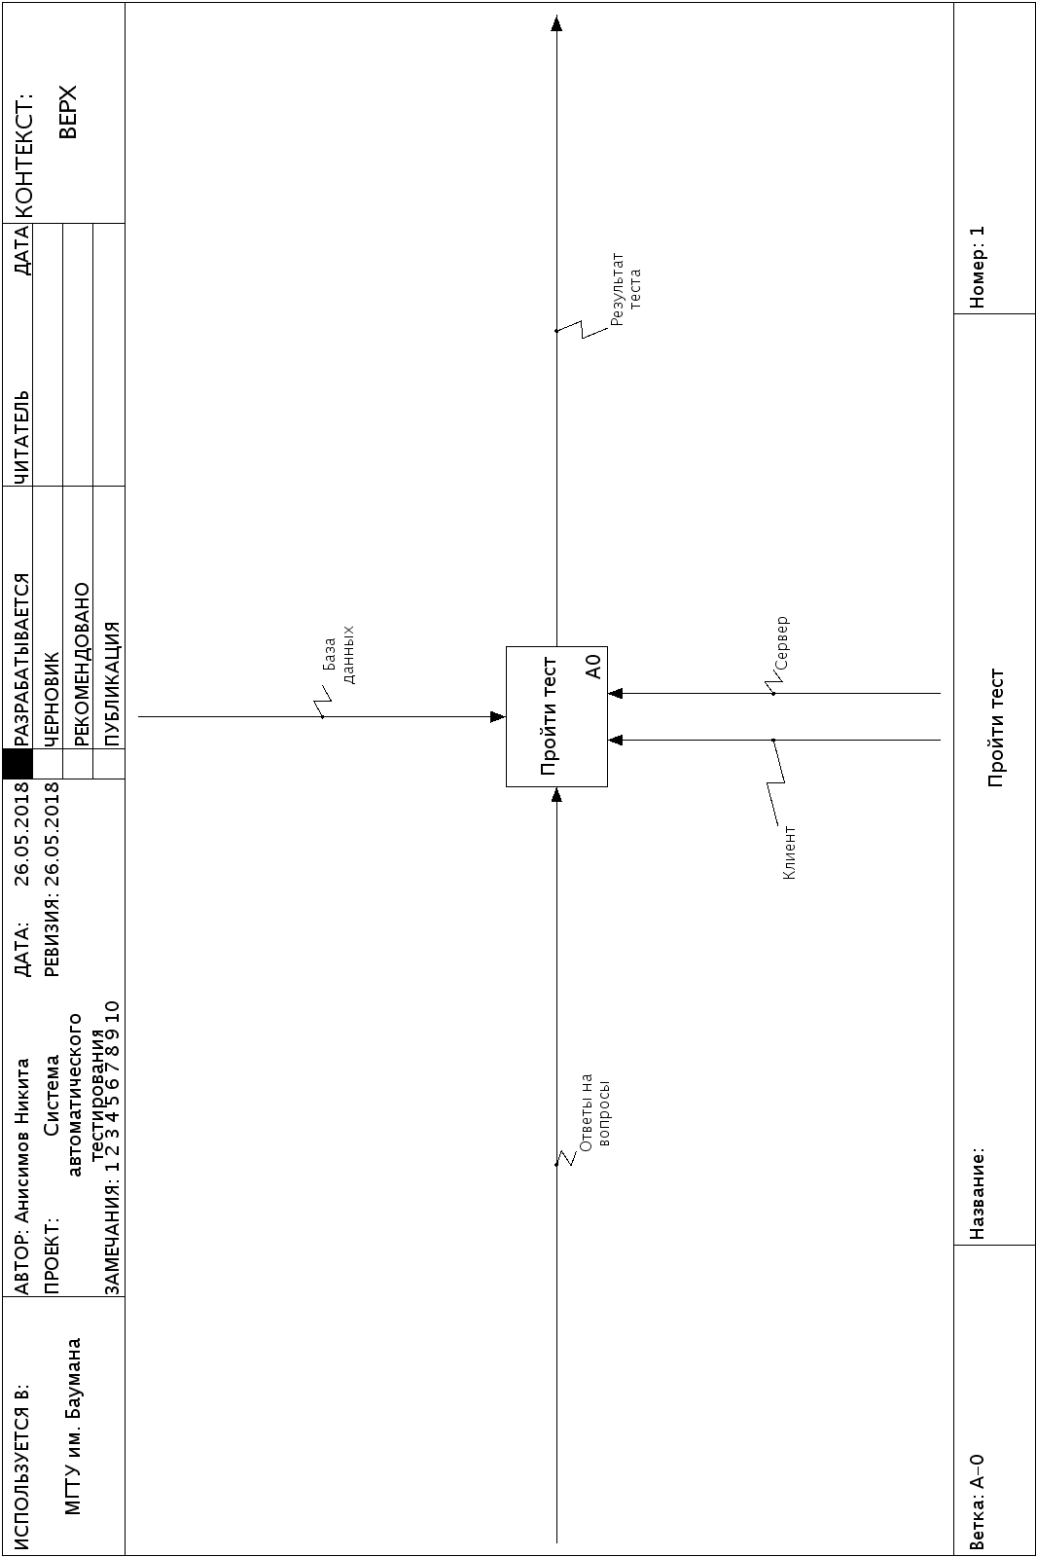 ИСПОЛЬЗУЕТСЯ В:
МГТУ им. Баумана
АВТОР: Анисимов Никита
ПРОЕКТ:
Система
автоматического
тестирования
ЗАМЕЧАНИЯ: 1 2 3 4 5 6 7 8 9 10
ДАТА: 26.05.2018
РЕВИЗИЯ: 26.05.2018
РАЗРАБАТЫВАЕТСЯ
ЧЕРНОВИК
РЕКОМЕНДОВАНО
ПУБЛИКАЦИЯ
ЧИТАТЕЛЬ
ДАТА
КОНТЕКСТ:
ВЕРХ
База
данных
Ответы на
вопросы
Пройти тест
A0
Результат
теста
Клиент
Сервер
Ветка: A-0
Название:
Пройти тест
Номер: 1